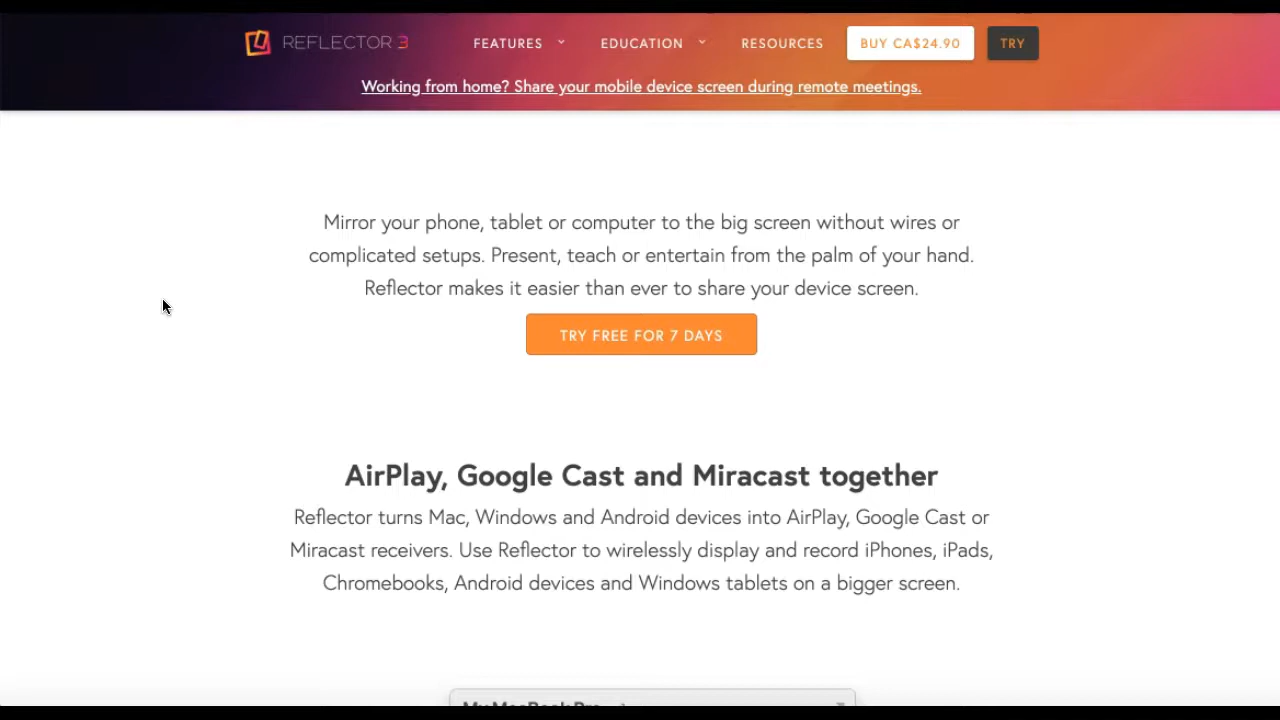 REFLECTOR 3
FEATURES
EDUCATION
RESOURCES
BUY CA$24.90
TRY
Working from home? Share your mobile device screen during remote meetings.
Mirror your phone, tablet or computer to the big screen without wires or
complicated setups. Present, teach or entertain from the palm of your hand.
Reflector makes it easier than ever to share your device screen.
TRY FREE FOR 7 DAYS
AirPlay, Google Cast and Miracast together
Reflector turns Mac, Windows and Android devices into AirPlay, Google Cast or
Miracast receivers. Use Reflector to wirelessly display and record iPhones, iPads,
Chromebooks, Android devices and Windows tablets on a bigger screen.
My MacBook Pro